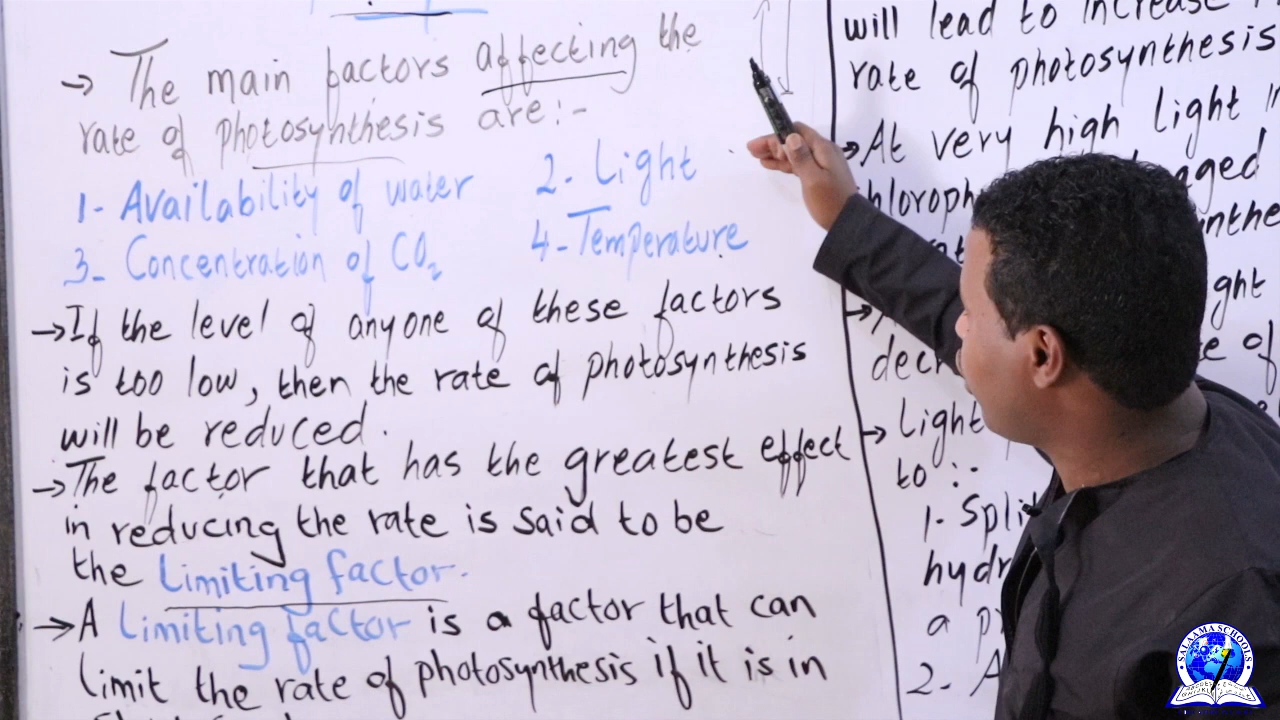 → The main factors affecting the
rate of photosynthesis are:-
1- Availability of water
2- Light
3- Concentration of CO₂
4- Temperature
→ If the level of anyone of these factors
is too low, then the rate of photosynthesis
will be reduced.
→ The factor that has the greatest effect
in reducing the rate is said to be
the Limiting factor.
→ A Limiting factor is a factor that can
limit the rate of photosynthesis if it is in
will lead to increase
rate of photosynthesis
→ At very high light
→ Light
to :-
1-
a
2- A
SALAAMA SCHOOLS